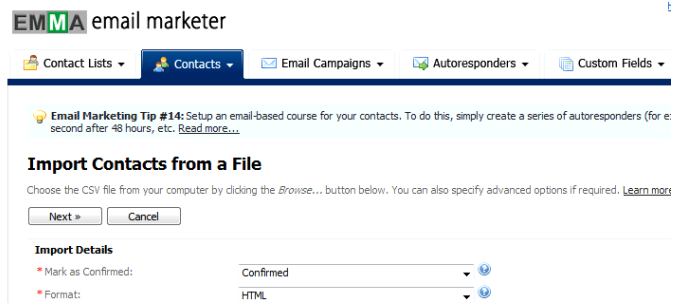 EMMA email marketer
Contact Lists Contacts Email Campaigns Autoresponders Custom Fields
Email Marketing Tip #14: Setup an email-based course for your contacts. To do this, simply create a series of autoresponders (for
second after 48 hours, etc. Read more...
Import Contacts from a File
Choose the CSV file from your computer by clicking the Browse... button below. You can also specify advanced options if required. Learn more
Next » Cancel
Import Details
* Mark as Confirmed: Confirmed
* Format: HTML